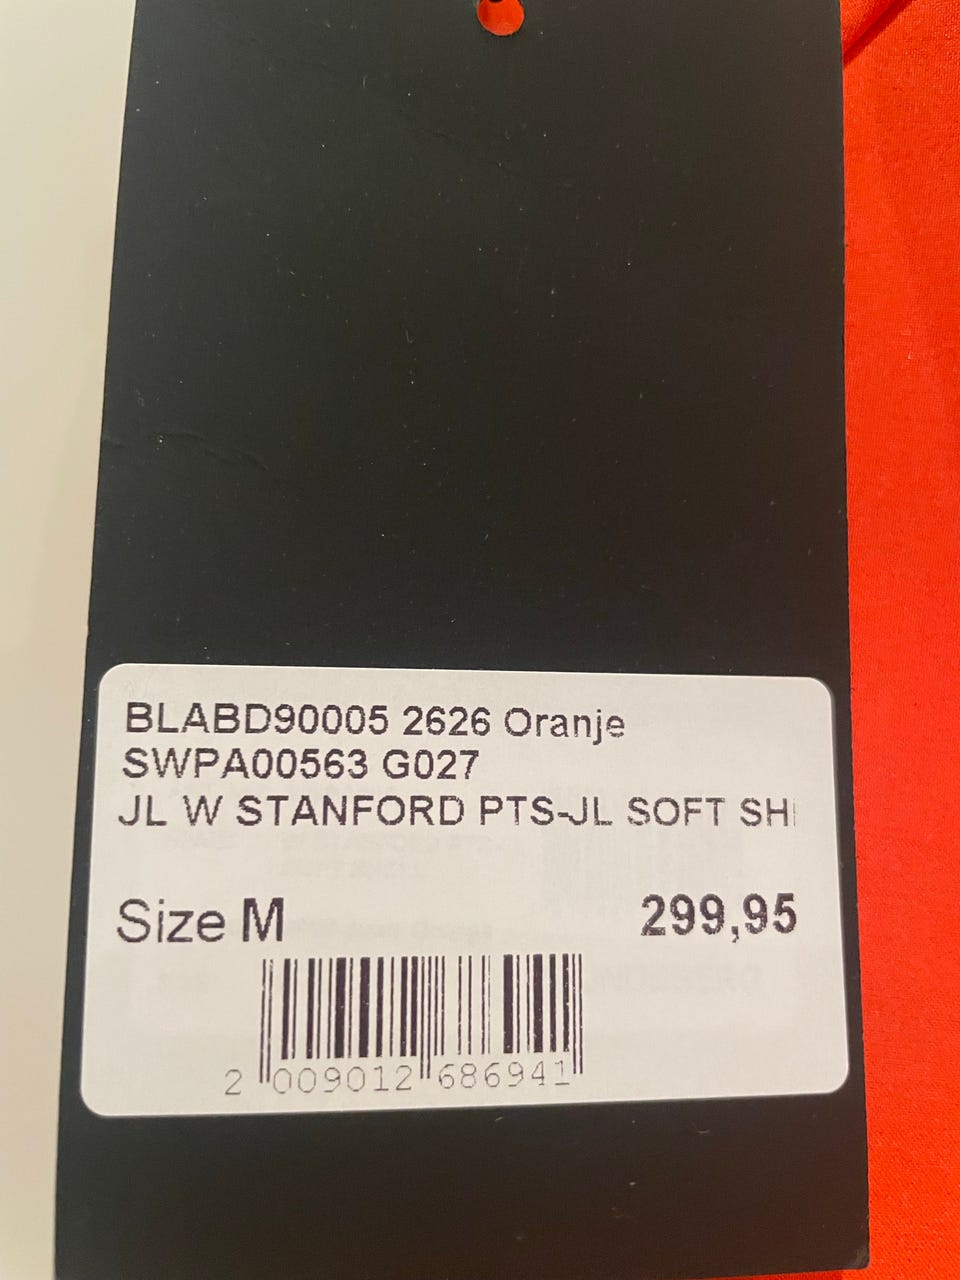 BLABD90005 2626 Oranje
SWPA00563 G027
JL W STANFORD PTS-JL SOFT SH
Size M
299,95
2 009012 686941